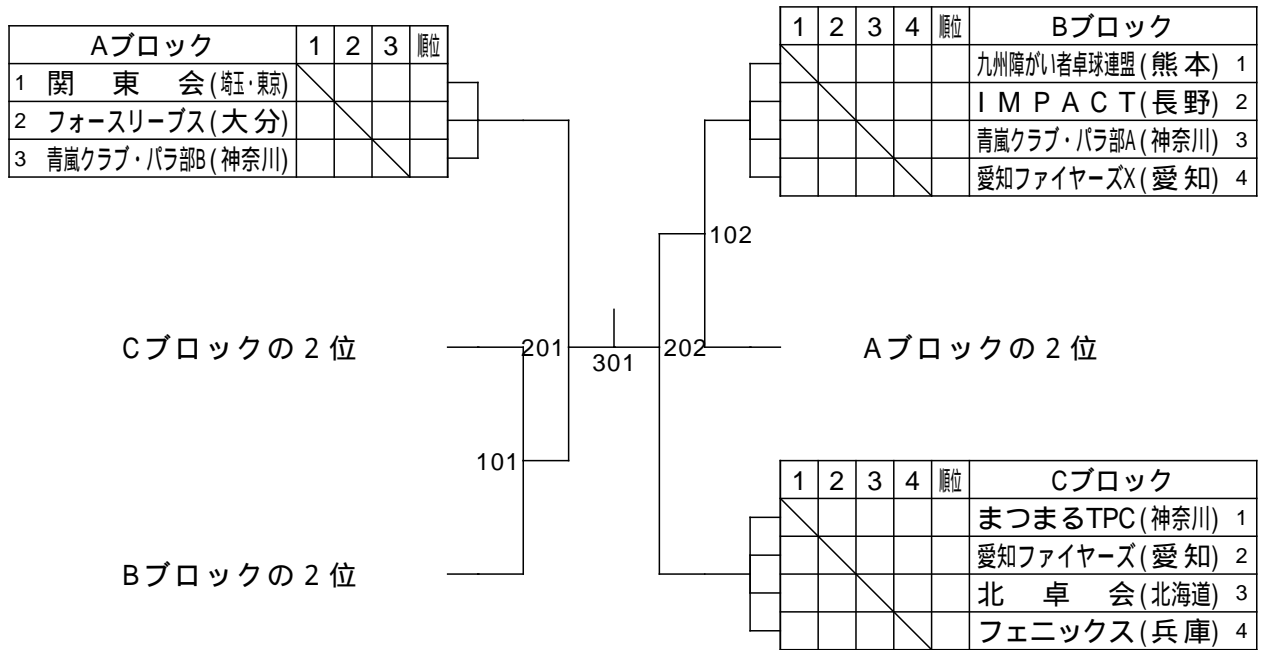 Aブロック 1 2 3 順位
1 関東会(埼玉・東京)
2 フォースリーブス(大分)
3 青嵐クラブ・パラ部B(神奈川)
1 2 3 4 順位 Bブロック
九州障がい者卓球連盟(熊本) 1
IMPACT(長野) 2
青嵐クラブ・パラ部A(神奈川) 3
愛知ファイヤーズX(愛知) 4
102
Cブロックの2位
201
301
202
Aブロックの2位
101
Bブロックの2位
1 2 3 4 順位 Cブロック
まつまるTPC(神奈川) 1
愛知ファイヤーズ(愛知) 2
北卓会(北海道) 3
フェニックス(兵庫) 4